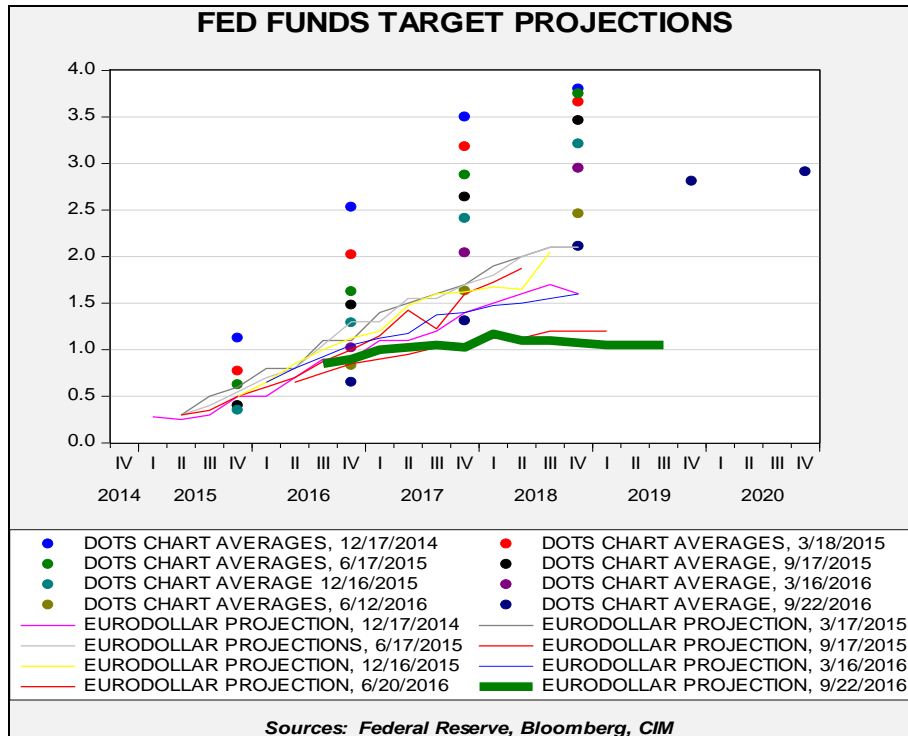 FED FUNDS TARGET PROJECTIONS
4.0
3.5
3.0
2.5
2.0
1.5
1.0
0.5
0.0
IV I II III IV I II III IV I II III IV I II III IV I II III IV I II III IV
2014 2015 2016 2017 2018 2019 2020
DOTS CHART AVERAGES, 12/17/2014 DOTS CHART AVERAGES, 3/18/2015
DOTS CHART AVERAGES, 6/17/2015 DOTS CHART AVERAGE, 9/17/2015
DOTS CHART AVERAGE 12/16/2015 DOTS CHART AVERAGE, 3/16/2016
DOTS CHART AVERAGES, 6/12/2016 DOTS CHART AVERAGE, 9/22/2016
EURODOLLAR PROJECTION, 12/17/2014 EURODOLLAR PROJECTION, 3/17/2015
EURODOLLAR PROJECTIONS, 6/17/2015 EURODOLLAR PROJECTION, 9/17/2015
EURODOLLAR PROJECTION, 12/16/2015 EURODOLLAR PROJECTION, 3/16/2016
EURODOLLAR PROJECTION, 6/20/2016 EURODOLLAR PROJECTION, 9/22/2016
Sources: Federal Reserve, Bloomberg, CIM